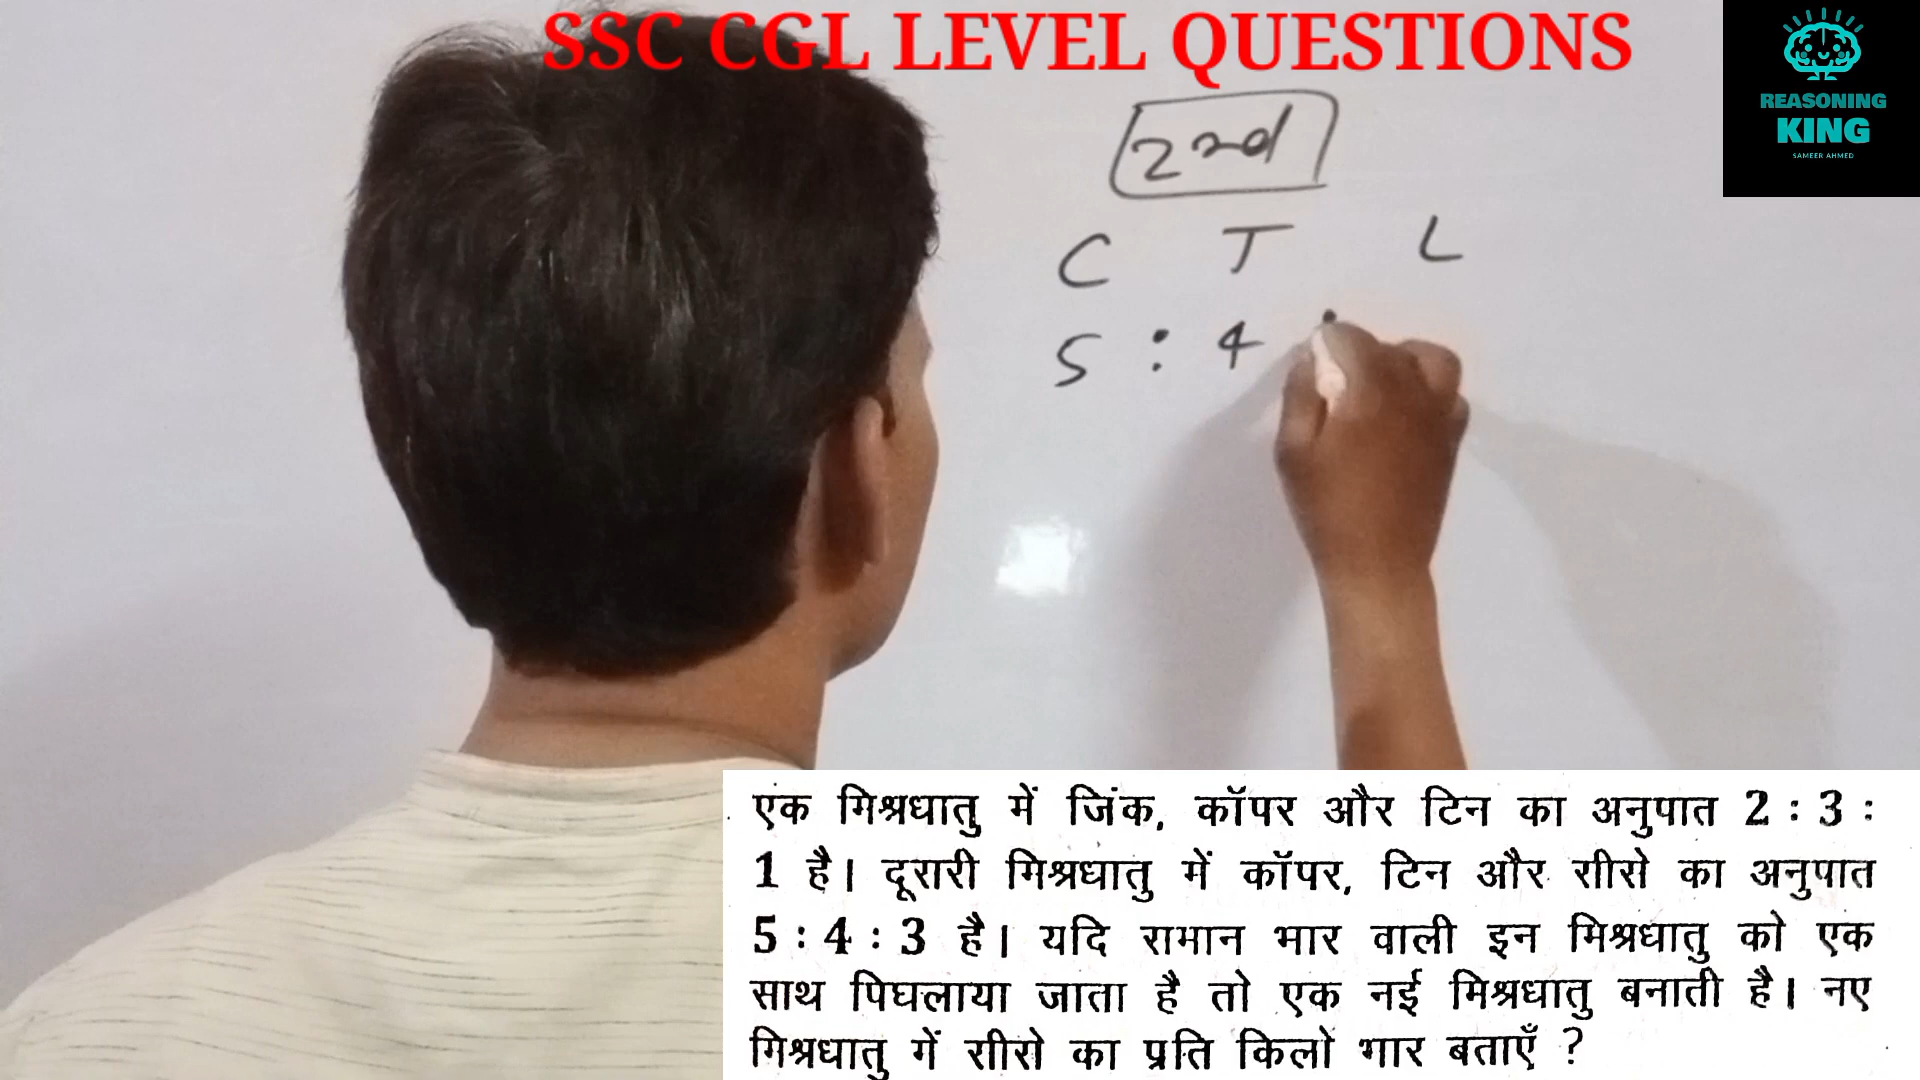 SSC CGL LEVEL QUESTIONS
REASONING
KING
SAMEER AHMED
2nd
C T L
5 : 4 :
एक मिश्रधातु में जिंक, कॉपर और टिन का अनुपात 2 : 3 :
1 है। दूसरी मिश्रधातु में कॉपर, टिन और सीसे का अनुपात
5 : 4 : 3 है। यदि समान भार वाली इन मिश्रधातु को एक
साथ पिघलाया जाता है तो एक नई मिश्रधातु बनाती है। नए
मिश्रधातु में सीसे का प्रति किलो भार बताएँ ?